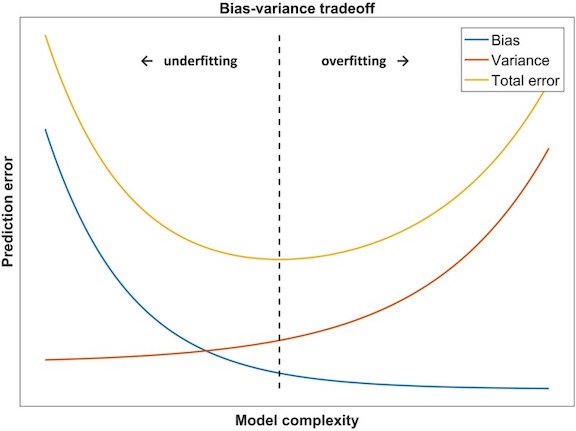 Bias-variance tradeoff
← underfitting
overfitting →
Bias
Variance
Total error
Prediction error
Model complexity